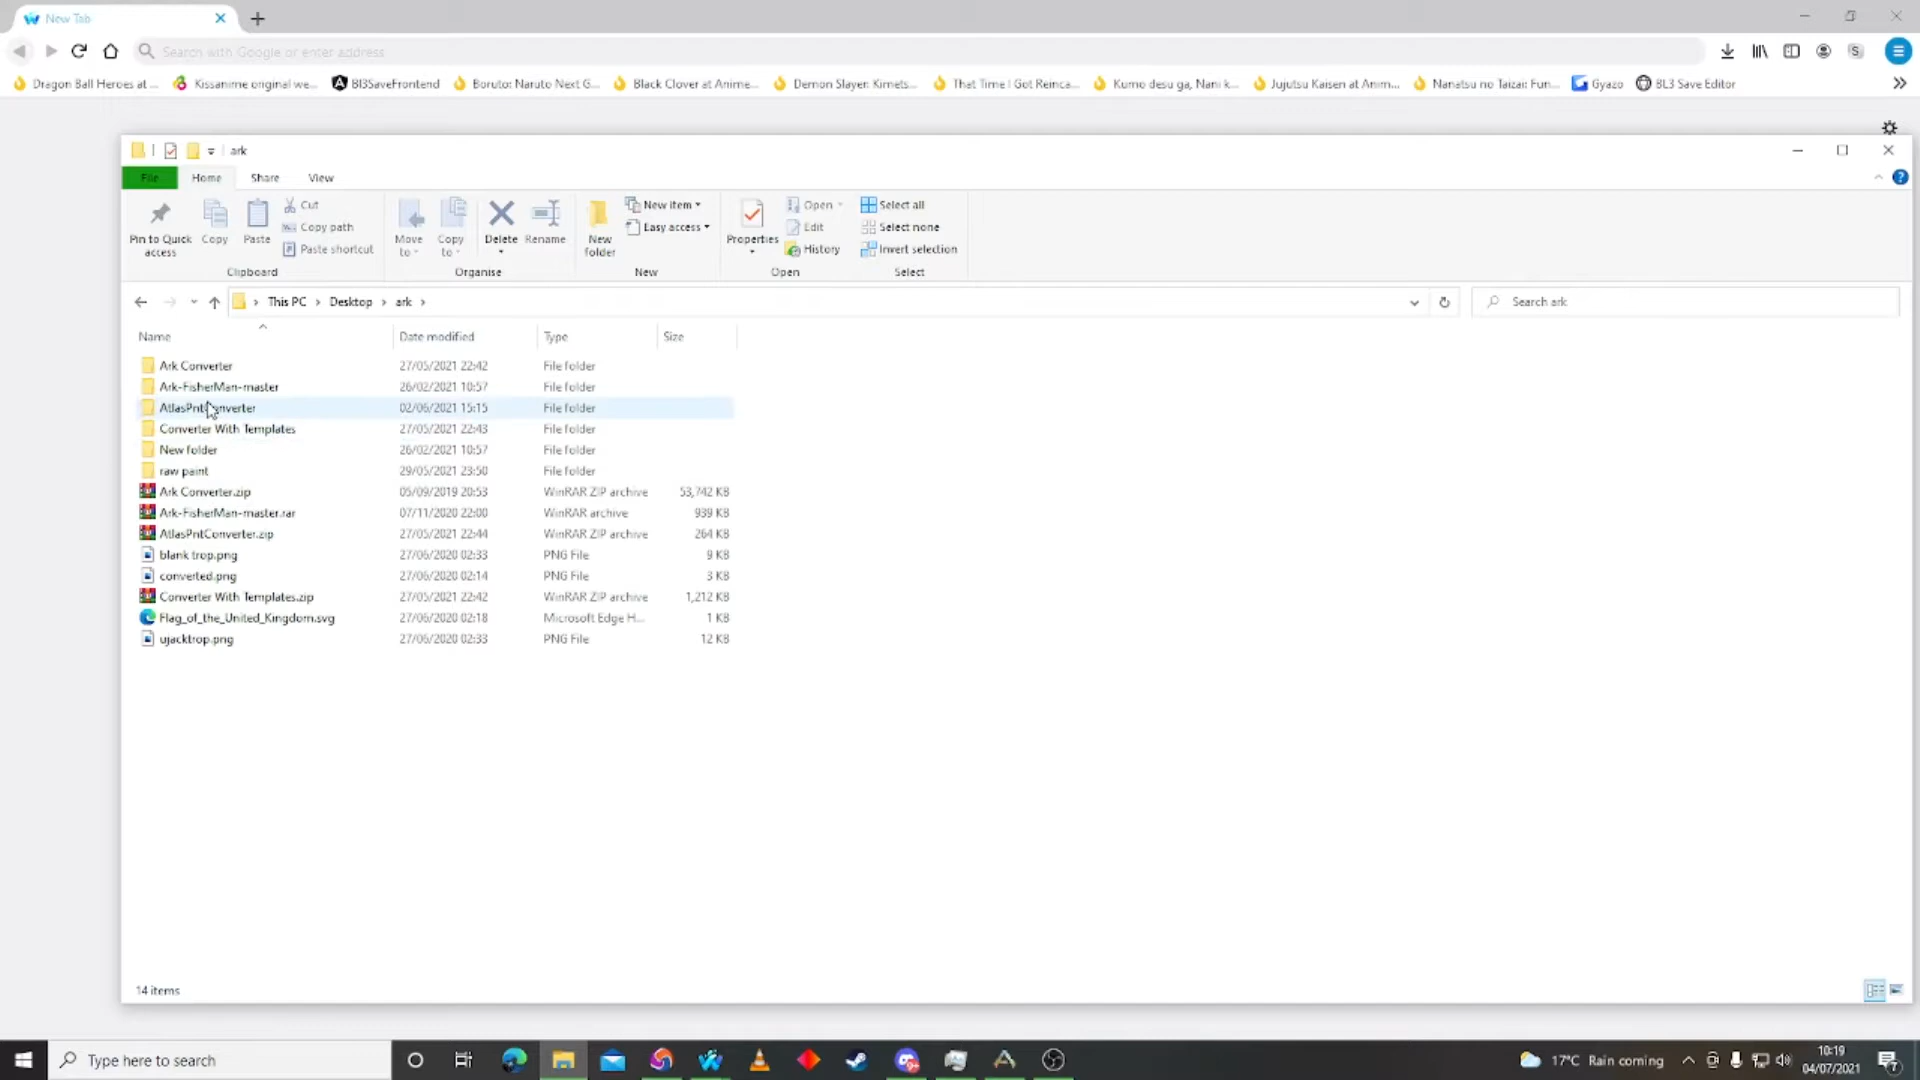 New Tab
Search with Google or enter address
Dragon Ball Heroes at ... Kissanime original we... Bl3SaveFrontend Boruto: Naruto Next G... Black Clover at Anime... Demon Slayer: Kimets... That Time I Got Reinca... Kumo desu ga, Nani k... Jujutsu Kaisen at Anim... Nanatsu no Taizai: Fun... Gyazo BL3 Save Editor
ark
File Home Share View
Pin to Quick access
Copy
Paste
Cut
Copy path
Paste shortcut
Move to
Copy to
Delete
Rename
New folder
New item
Easy access
Properties
Open
Edit
History
Select all
Select none
Invert selection
Clipboard Organise New Open Select
This PC Desktop ark
Search ark
Name Date modified Type Size
Ark Converter 27/05/2021 22:42 File folder
Ark-FisherMan-master 26/02/2021 10:57 File folder
AtlasPntConverter 02/06/2021 15:15 File folder
Converter With Templates 27/05/2021 22:43 File folder
New folder 26/02/2021 10:57 File folder
raw paint 29/05/2021 23:50 File folder
Ark Converter.zip 05/09/2019 20:53 WinRAR ZIP archive 53,742 KB
Ark-FisherMan-master.rar 07/11/2020 22:00 WinRAR archive 939 KB
AtlasPntConverter.zip 27/05/2021 22:44 WinRAR ZIP archive 264 KB
blank trop.png 27/06/2020 02:33 PNG File 9 KB
converted.png 27/06/2020 02:14 PNG File 3 KB
Converter With Templates.zip 27/05/2021 22:42 WinRAR ZIP archive 1,212 KB
Flag_of_the_United_Kingdom.svg 27/06/2020 02:18 Microsoft Edge H... 1 KB
ujacktrop.png 27/06/2020 02:33 PNG File 12 KB
14 items
Type here to search
17°C Rain coming
10:19
04/07/2021